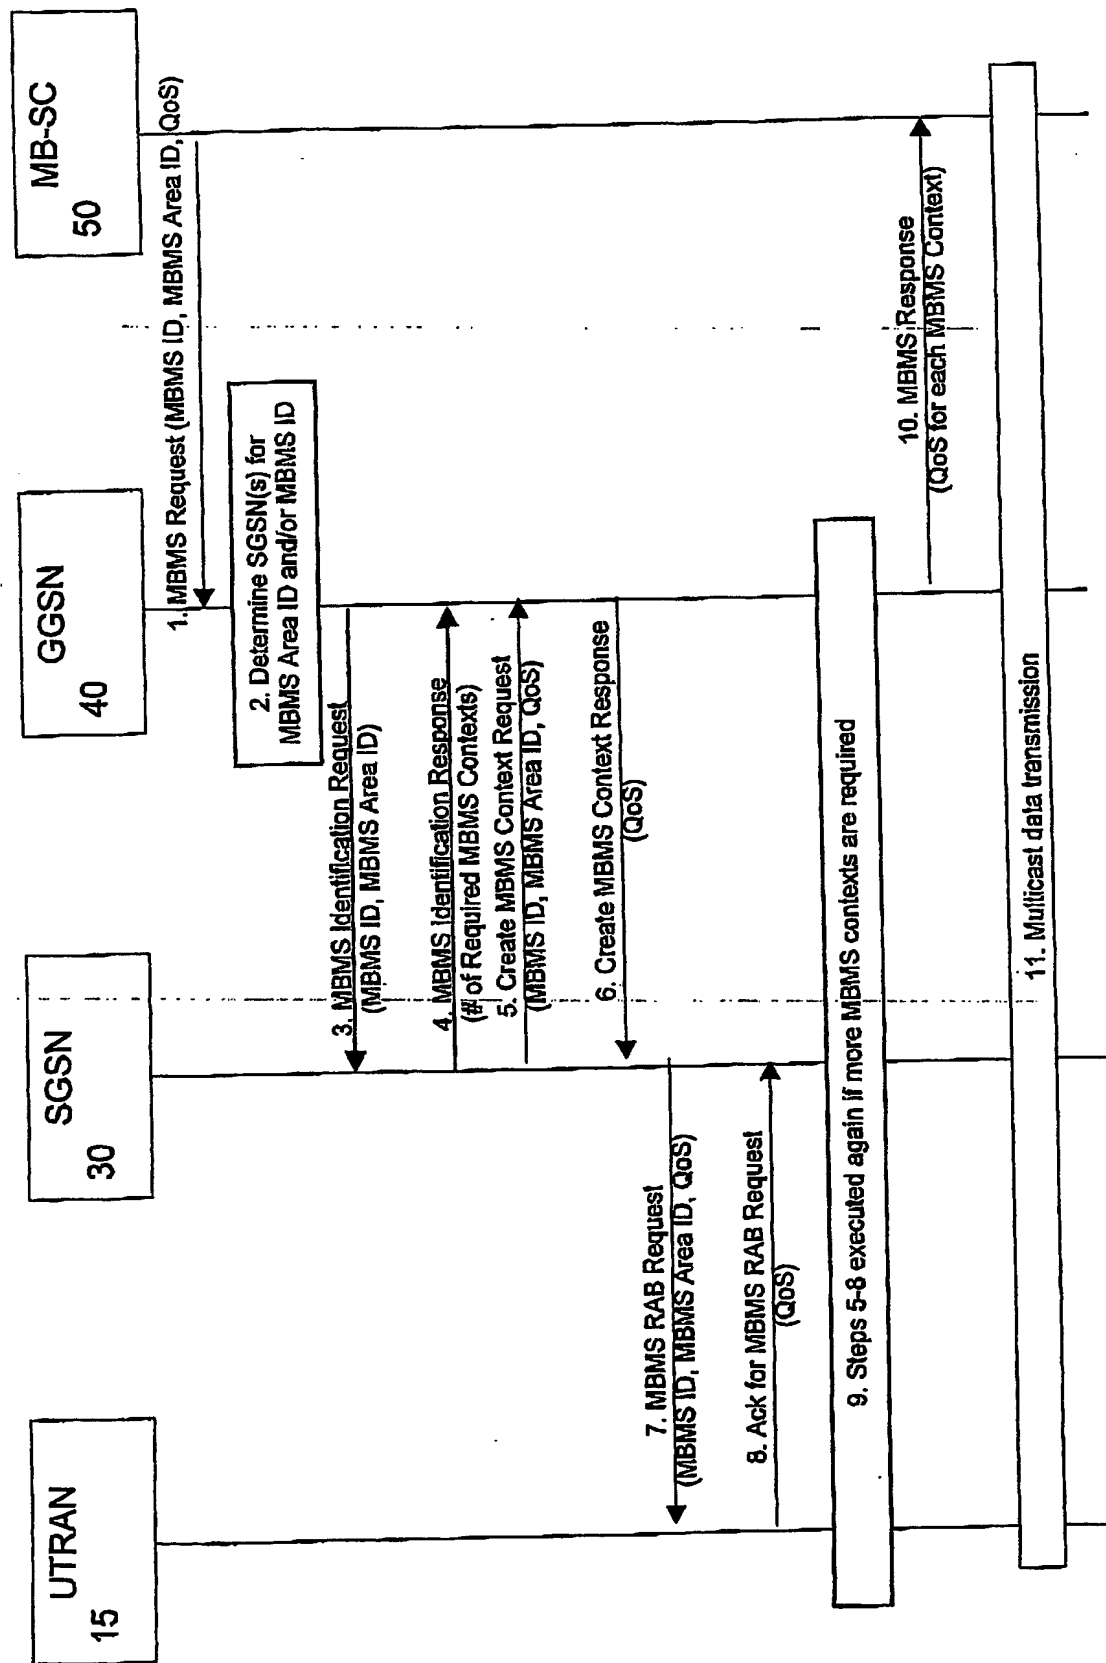 UTRAN
15
SGSN
30
GGSN
40
MB-SC
50
1. MBMS Request (MBMS ID, MBMS Area ID, QoS)
2. Determine SGSN(s) for
MBMS Area ID and/or MBMS ID
3. MBMS Identification Request
(MBMS ID, MBMS Area ID)
4. MBMS Identification Response
(# of Required MBMS Contexts)
5. Create MBMS Context Request
(MBMS ID, MBMS Area ID, QoS)
6. Create MBMS Context Response
(QoS)
7. MBMS RAB Request
(MBMS ID, MBMS Area ID, QoS)
8. Ack for MBMS RAB Request
(QoS)
9. Steps 5-8 executed again if more MBMS contexts are required
10. MBMS Response
(QoS for each MBMS Context)
11. Multicast data transmission